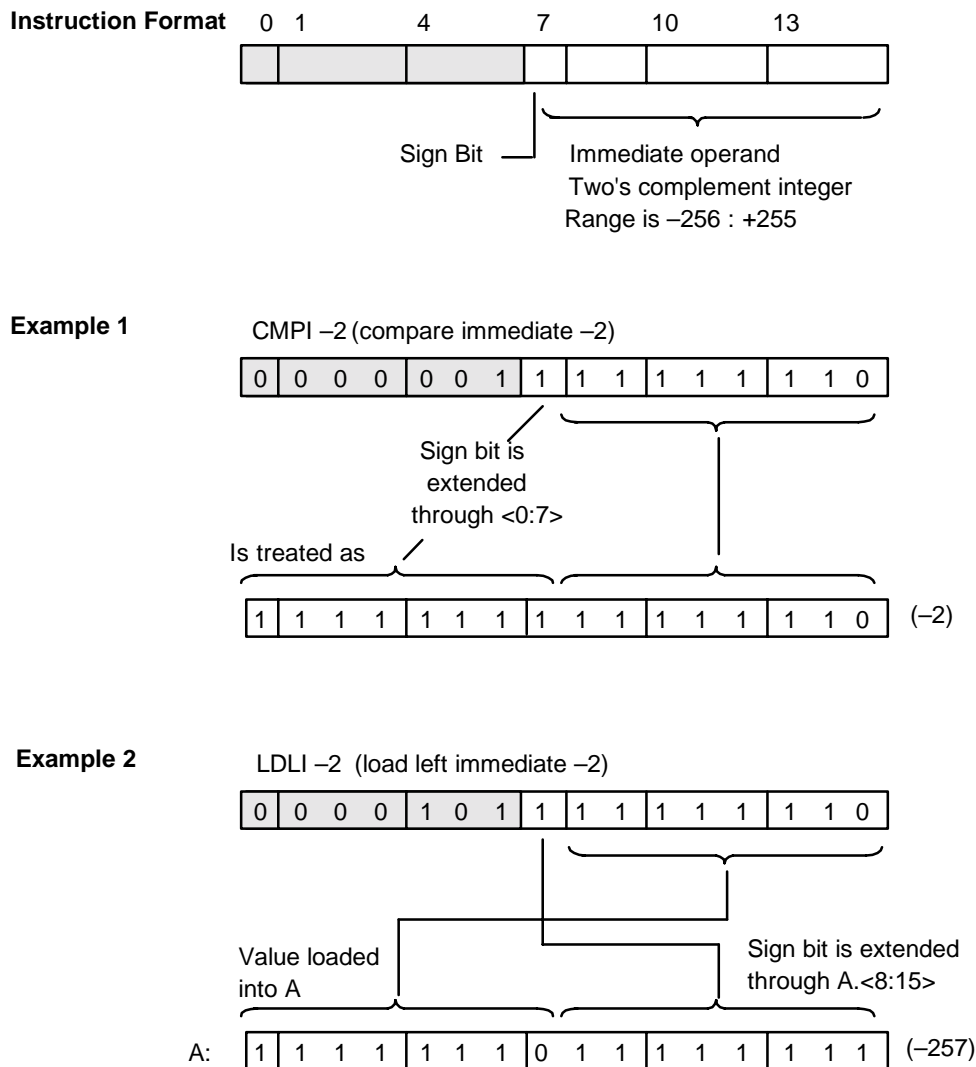 Instruction Format 0 1 4 7 10 13
Sign Bit
Immediate operand
Two's complement integer
Range is –256 : +255
Example 1
CMPI –2 (compare immediate –2)
0 0 0 0 0 0 1 1 1 1 1 1 1 1 1 0
Sign bit is
extended
through <0:7>
Is treated as
1 1 1 1 1 1 1 1 1 1 1 1 1 1 1 0 (–2)
Example 2
LDLI –2 (load left immediate –2)
0 0 0 0 1 0 1 1 1 1 1 1 1 1 1 0
Value loaded
into A
Sign bit is extended
through A.<8:15>
A: 1 1 1 1 1 1 1 0 1 1 1 1 1 1 1 1 (–257)